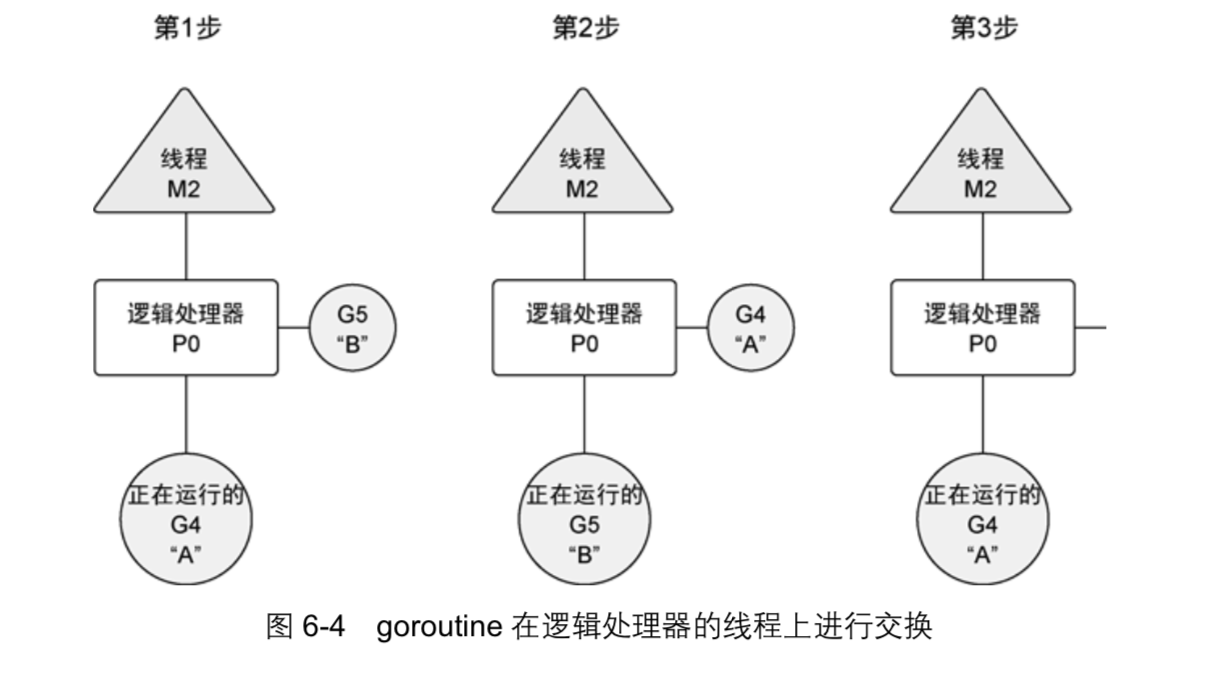 第1步
第2步
第3步
线程
M2
线程
M2
线程
M2
逻辑处理器
P0
G5
“B”
逻辑处理器
P0
G4
“A”
逻辑处理器
P0
正在运行的
G4
“A”
正在运行的
G5
“B”
正在运行的
G4
“A”
图 6-4 goroutine 在逻辑处理器的线程上进行交换